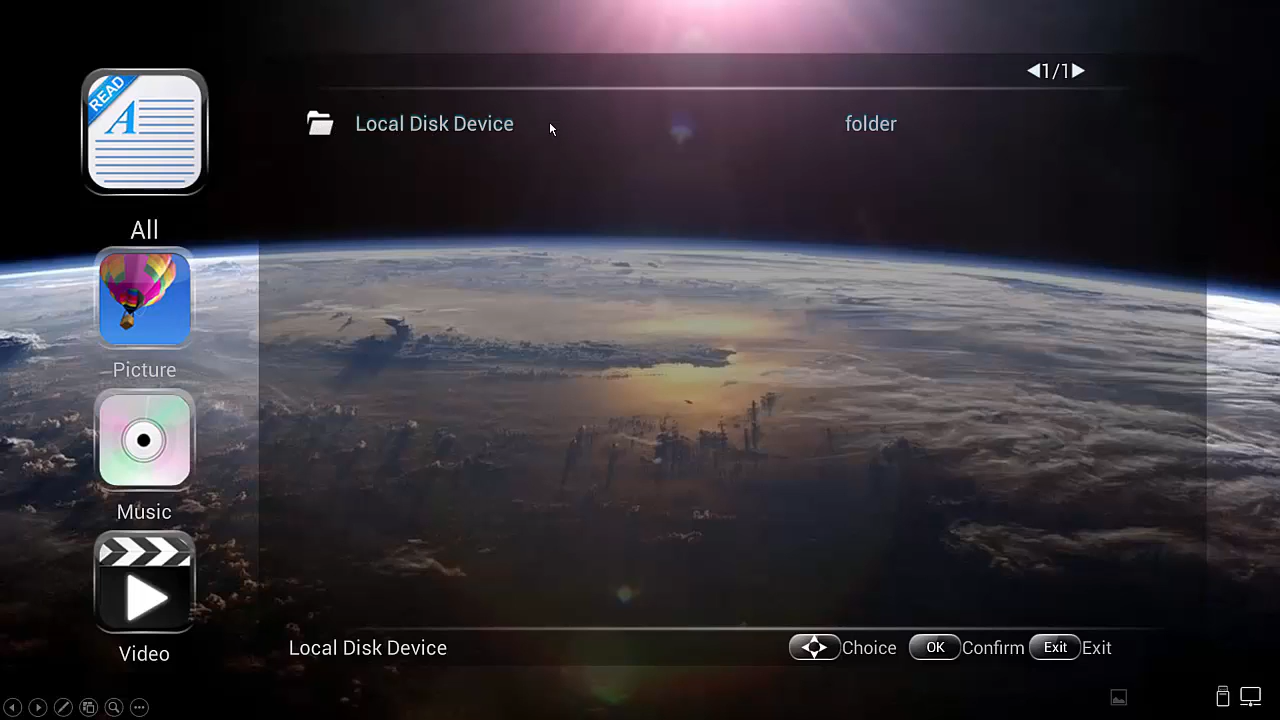 1/1
READ
A
Local Disk Device folder
All
Picture
Music
Video
Local Disk Device
Choice OK Confirm Exit Exit